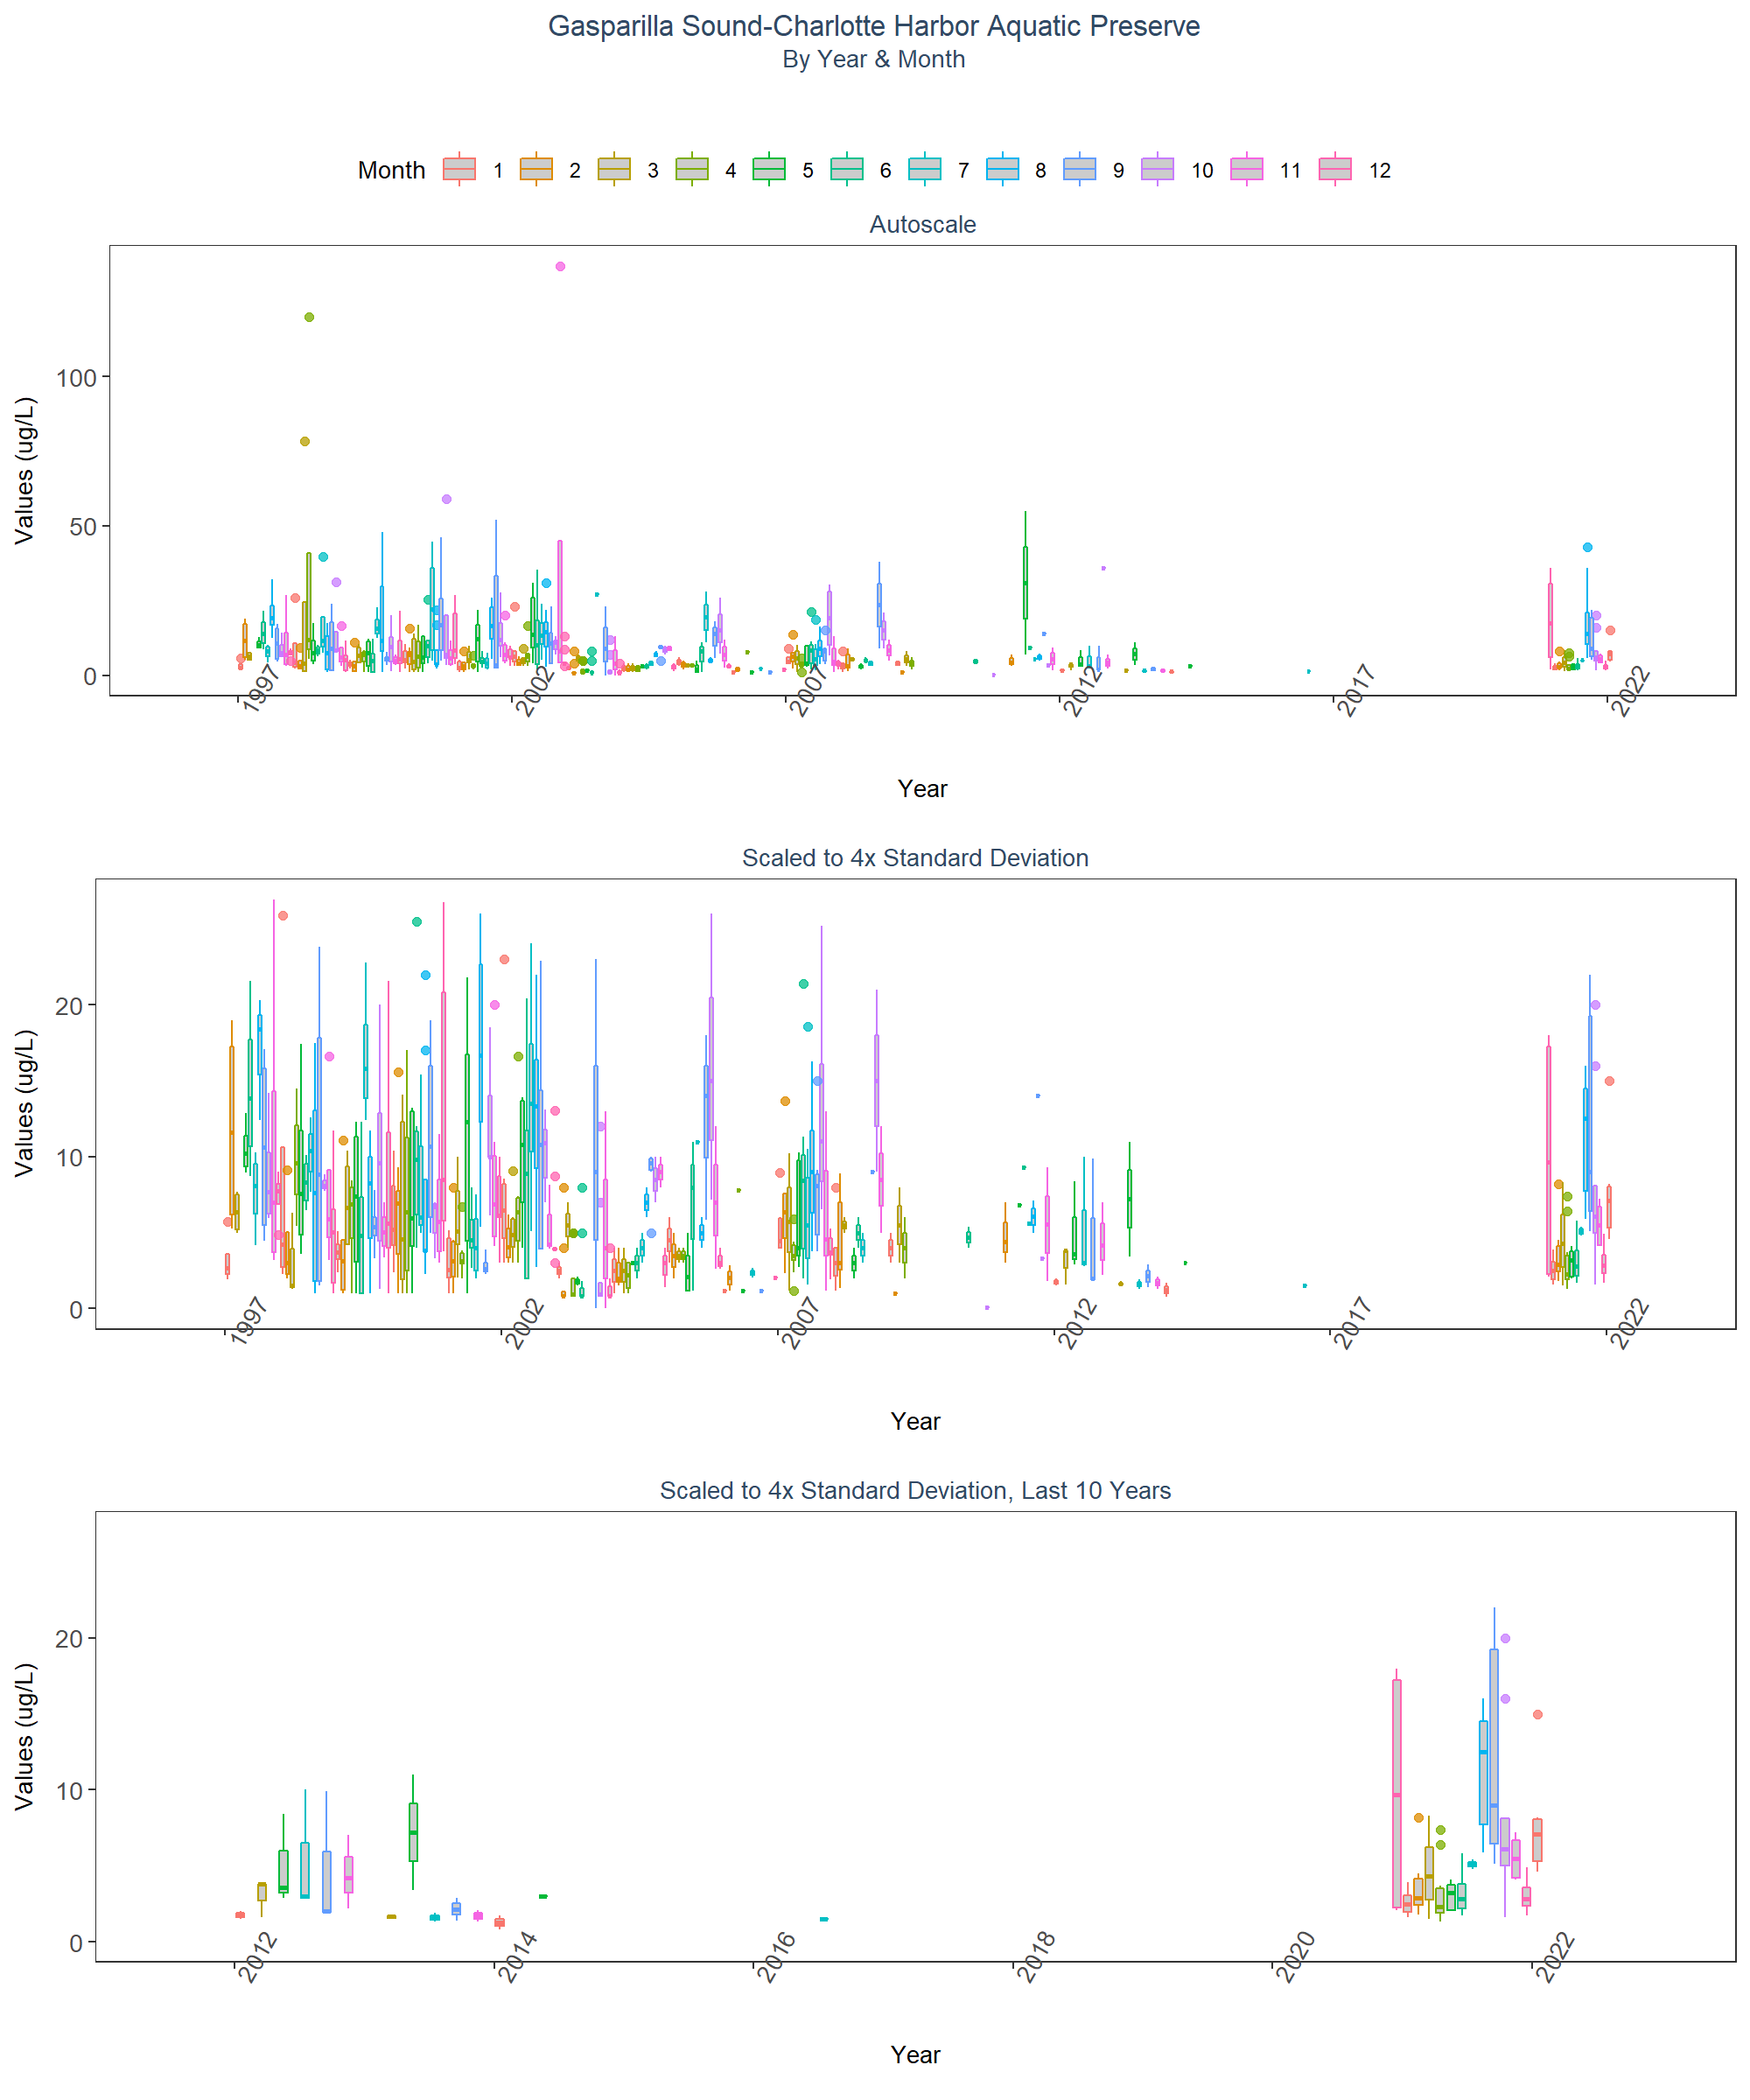 Gasparilla Sound-Charlotte Harbor Aquatic Preserve
By Year & Month
Month 1 2 3 4 5 6 7 8 9 10 11 12
Autoscale
Values (ug/L)
100
50
0
1997 2002 2007 2012 2017 2022
Year
Scaled to 4x Standard Deviation
Values (ug/L)
20
10
0
1997 2002 2007 2012 2017 2022
Year
Scaled to 4x Standard Deviation, Last 10 Years
Values (ug/L)
20
10
0
2012 2014 2016 2018 2020 2022
Year